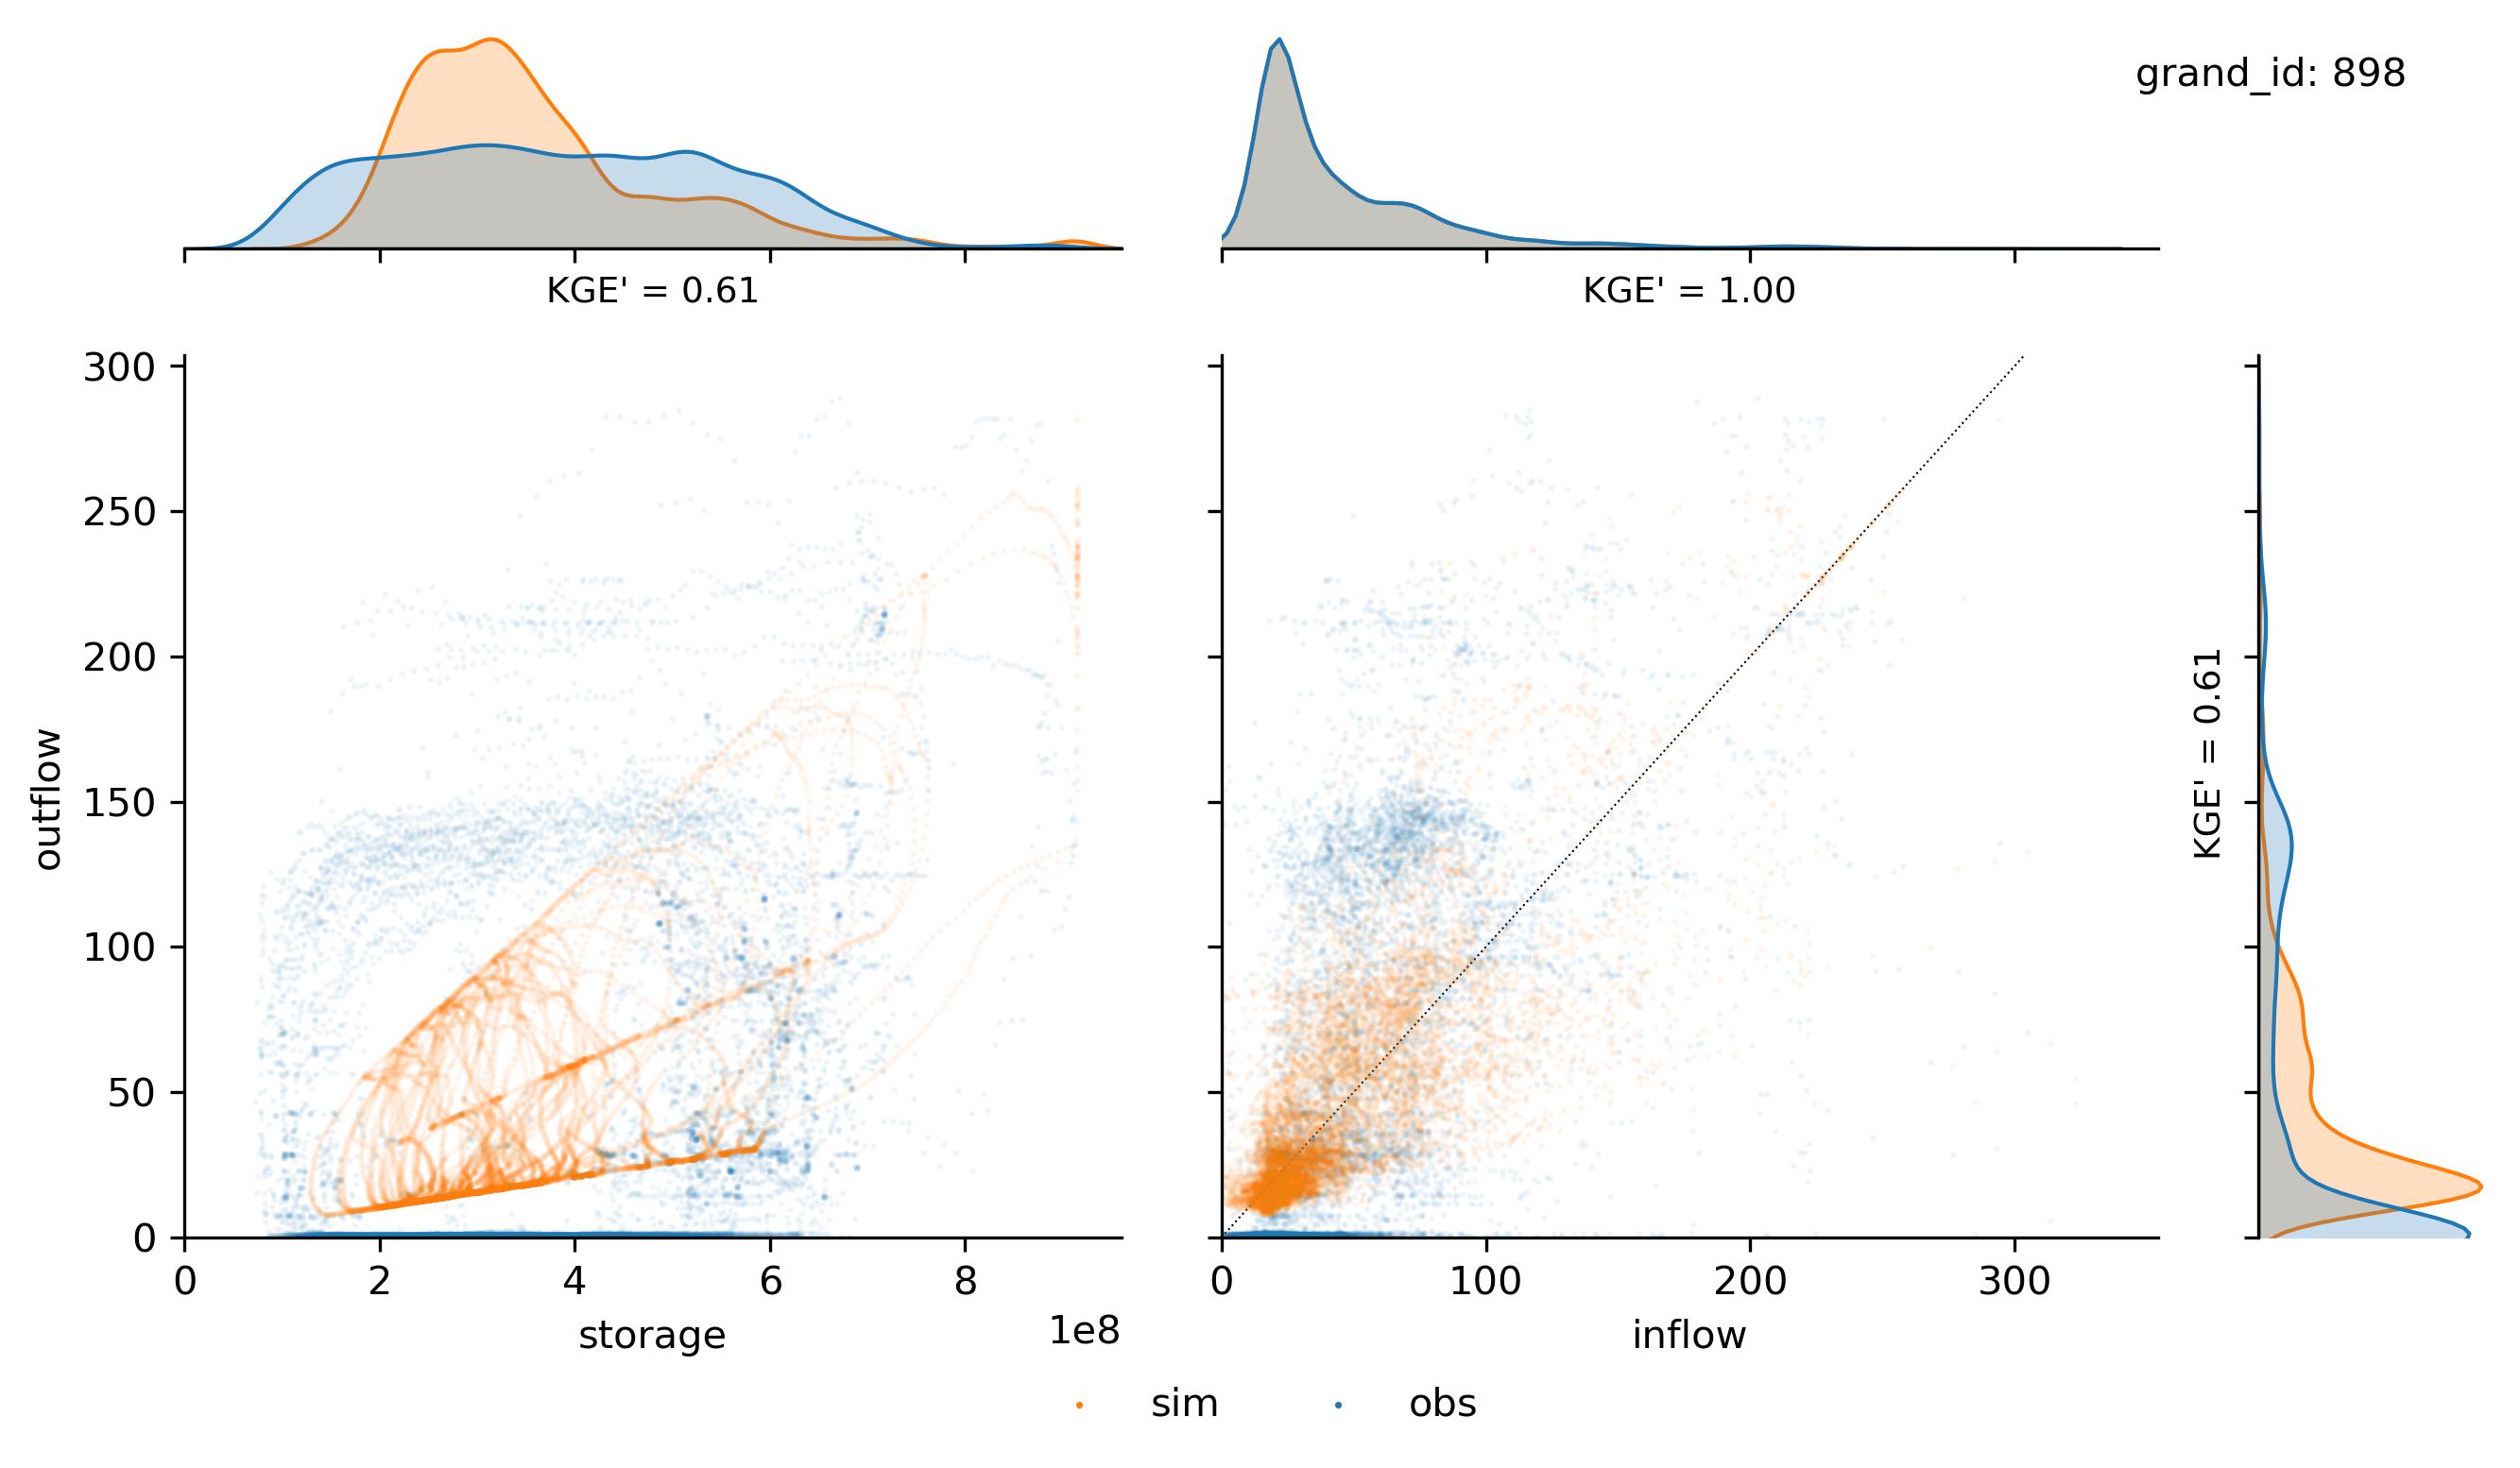 grand_id: 898
KGE' = 0.61
KGE' = 1.00
300
250
200
150
100
50
0
outflow
KGE' = 0.61
0 2 4 6 8
0 100 200 300
storage
1e8
inflow
sim obs